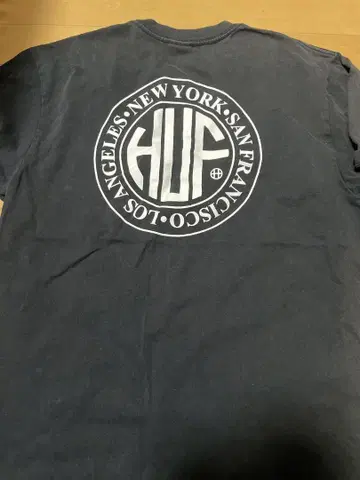 LOS ANGELES•NEW YORK•SAN FRANCISCO•
HUF
H